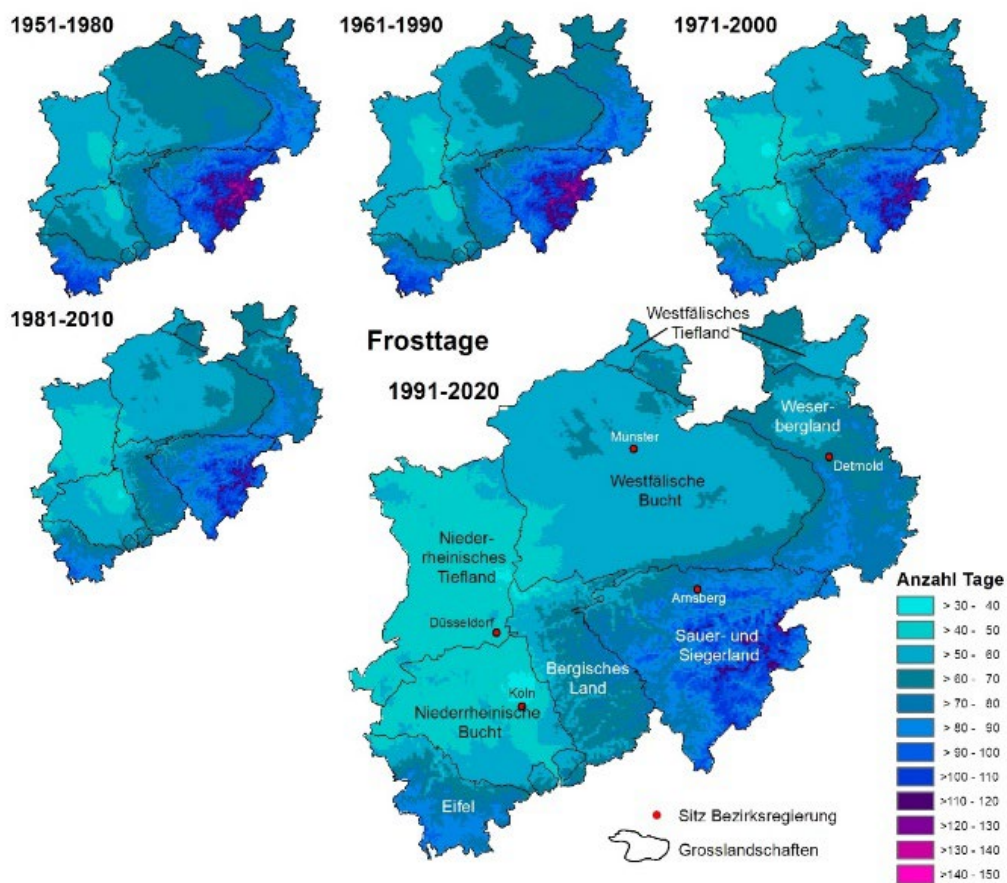 1951-1980
1961-1990
1971-2000
1981-2010
Frosttage
1991-2020
Westfälisches
Tiefland
Weser-
bergland
Münster
Detmold
Westfälische
Bucht
Nieder-
rheinisches
Tiefland
Düsseldorf
Arnsberg
Sauer- und
Siegerland
Bergisches
Land
Köln
Niederrheinische
Bucht
Eifel
Sitz Bezirksregierung
Grosslandschaften
Anzahl Tage
> 30 - 40
> 40 - 50
> 50 - 60
> 60 - 70
> 70 - 80
> 80 - 90
> 90 - 100
>100 - 110
>110 - 120
>120 - 130
>130 - 140
>140 - 150